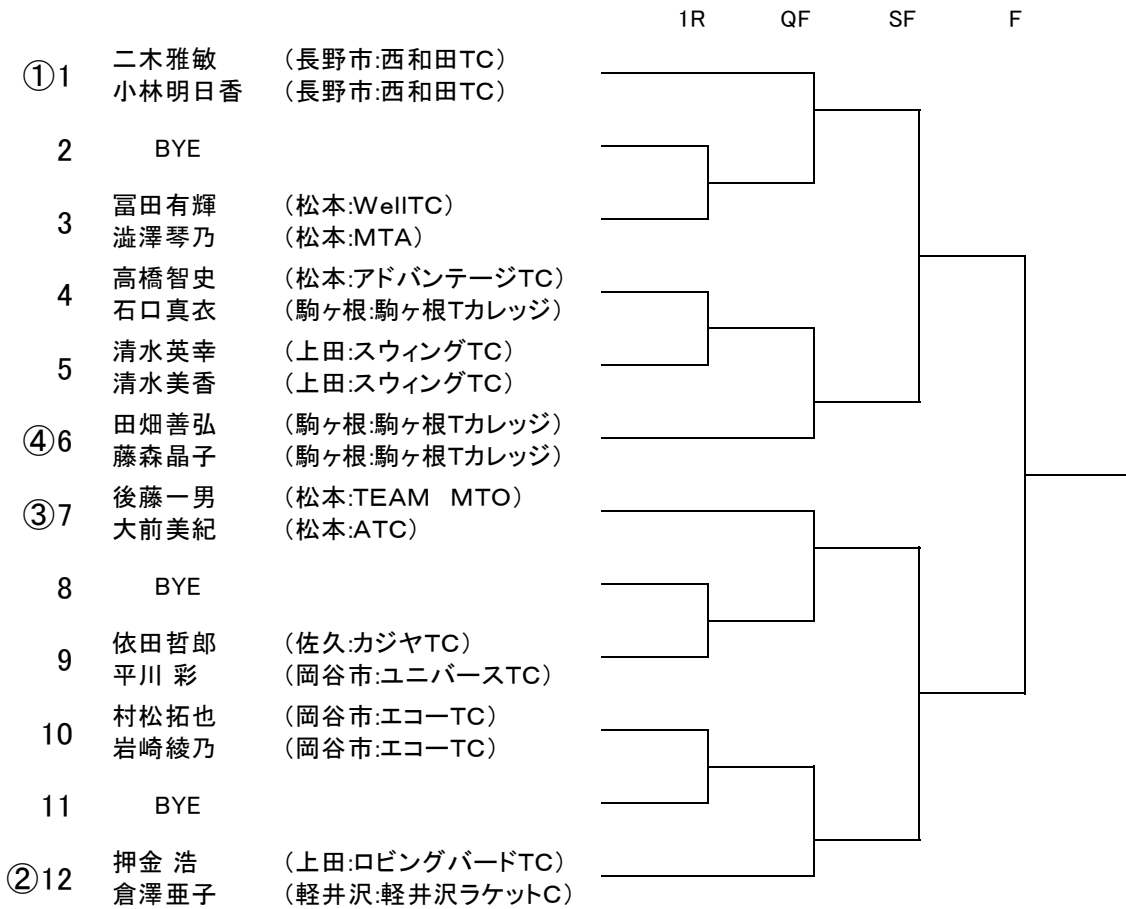 1R QF SF F
①1 二木雅敏 （長野市:西和田TC）
小林明日香 （長野市:西和田TC）
2 BYE
3 冨田有輝 （松本:WellTC）
澁澤琴乃 （松本:MTA）
4 高橋智史 （松本:アドバンテージTC）
石口真衣 （駒ヶ根:駒ヶ根Tカレッジ）
5 清水英幸 （上田:スウィングTC）
清水美香 （上田:スウィングTC）
④6 田畑善弘 （駒ヶ根:駒ヶ根Tカレッジ）
藤森晶子 （駒ヶ根:駒ヶ根Tカレッジ）
③7 後藤一男 （松本:TEAM　MTO）
大前美紀 （松本:ATC）
8 BYE
9 依田哲郎 （佐久:カジヤTC）
平川 彩 （岡谷市:ユニバースTC）
10 村松拓也 （岡谷市:エコーTC）
岩崎綾乃 （岡谷市:エコーTC）
11 BYE
②12 押金 浩 （上田:ロビングバードTC）
倉澤亜子 （軽井沢:軽井沢ラケットC）